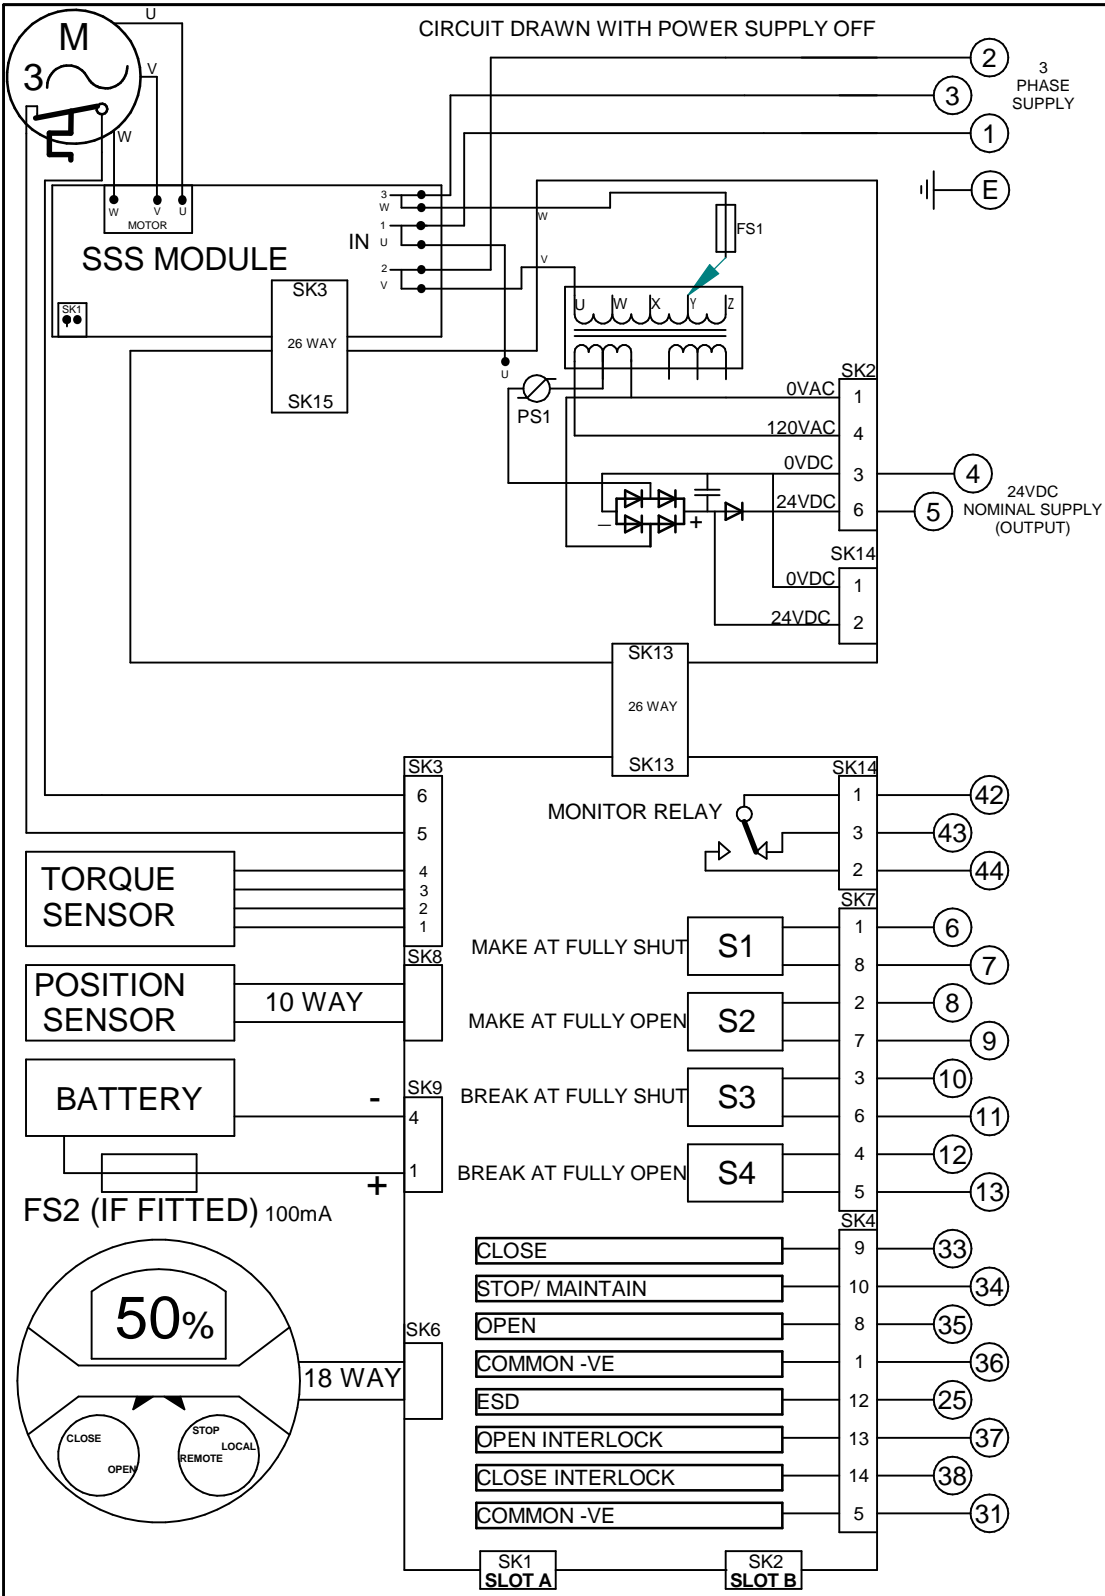 CIRCUIT DRAWN WITH POWER SUPPLY OFF
U
M
3
V
W
2
3
1
E
3
PHASE
SUPPLY
W
V
U
MOTOR
SSS MODULE
IN
3
W
1
U
2
V
SK1
SK3
26 WAY
SK15
W
V
U
FS1
U
W
X
Y
Z
PS1
SK2
0VAC 1
120VAC 4
0VDC 3
24VDC 6
4
5
24VDC
NOMINAL SUPPLY
(OUTPUT)
– +
SK14
0VDC 1
24VDC 2
SK13
26 WAY
SK13
SK3
6
5
4
3
2
1
TORQUE
SENSOR
SK8
POSITION
SENSOR
10 WAY
SK9
BATTERY
-
4
1
+
FS2 (IF FITTED) 100mA
50%
CLOSE
OPEN
STOP
LOCAL
REMOTE
SK6
18 WAY
MONITOR RELAY
SK14
1 42
3 43
2 44
SK7
MAKE AT FULLY SHUT S1
1 6
8 7
MAKE AT FULLY OPEN S2
2 8
7 9
BREAK AT FULLY SHUT S3
3 10
6 11
BREAK AT FULLY OPEN S4
4 12
5 13
SK4
CLOSE 9 33
STOP/ MAINTAIN 10 34
OPEN 8 35
COMMON -VE 1 36
ESD 12 25
OPEN INTERLOCK 13 37
CLOSE INTERLOCK 14 38
COMMON -VE 5 31
SK1
SLOT A
SK2
SLOT B